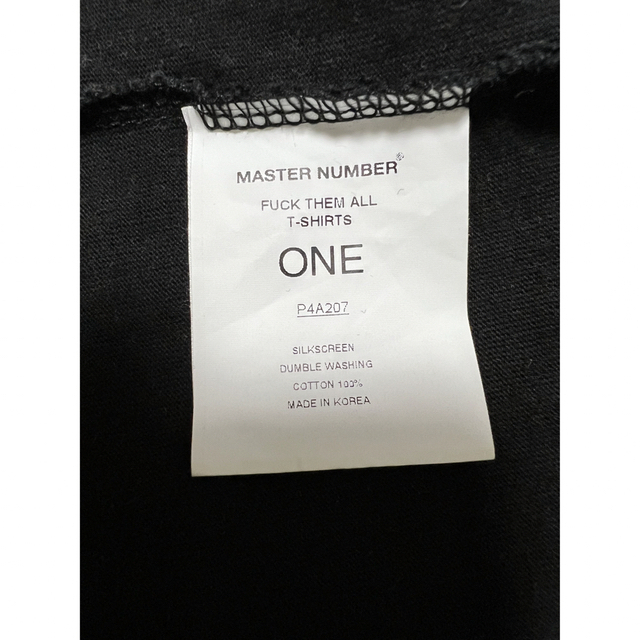 MASTER NUMBER®
FUCK THEM ALL
T-SHIRTS
ONE
P4A207
SILKSCREEN
DUMBLE WASHING
COTTON 100%
MADE IN KOREA